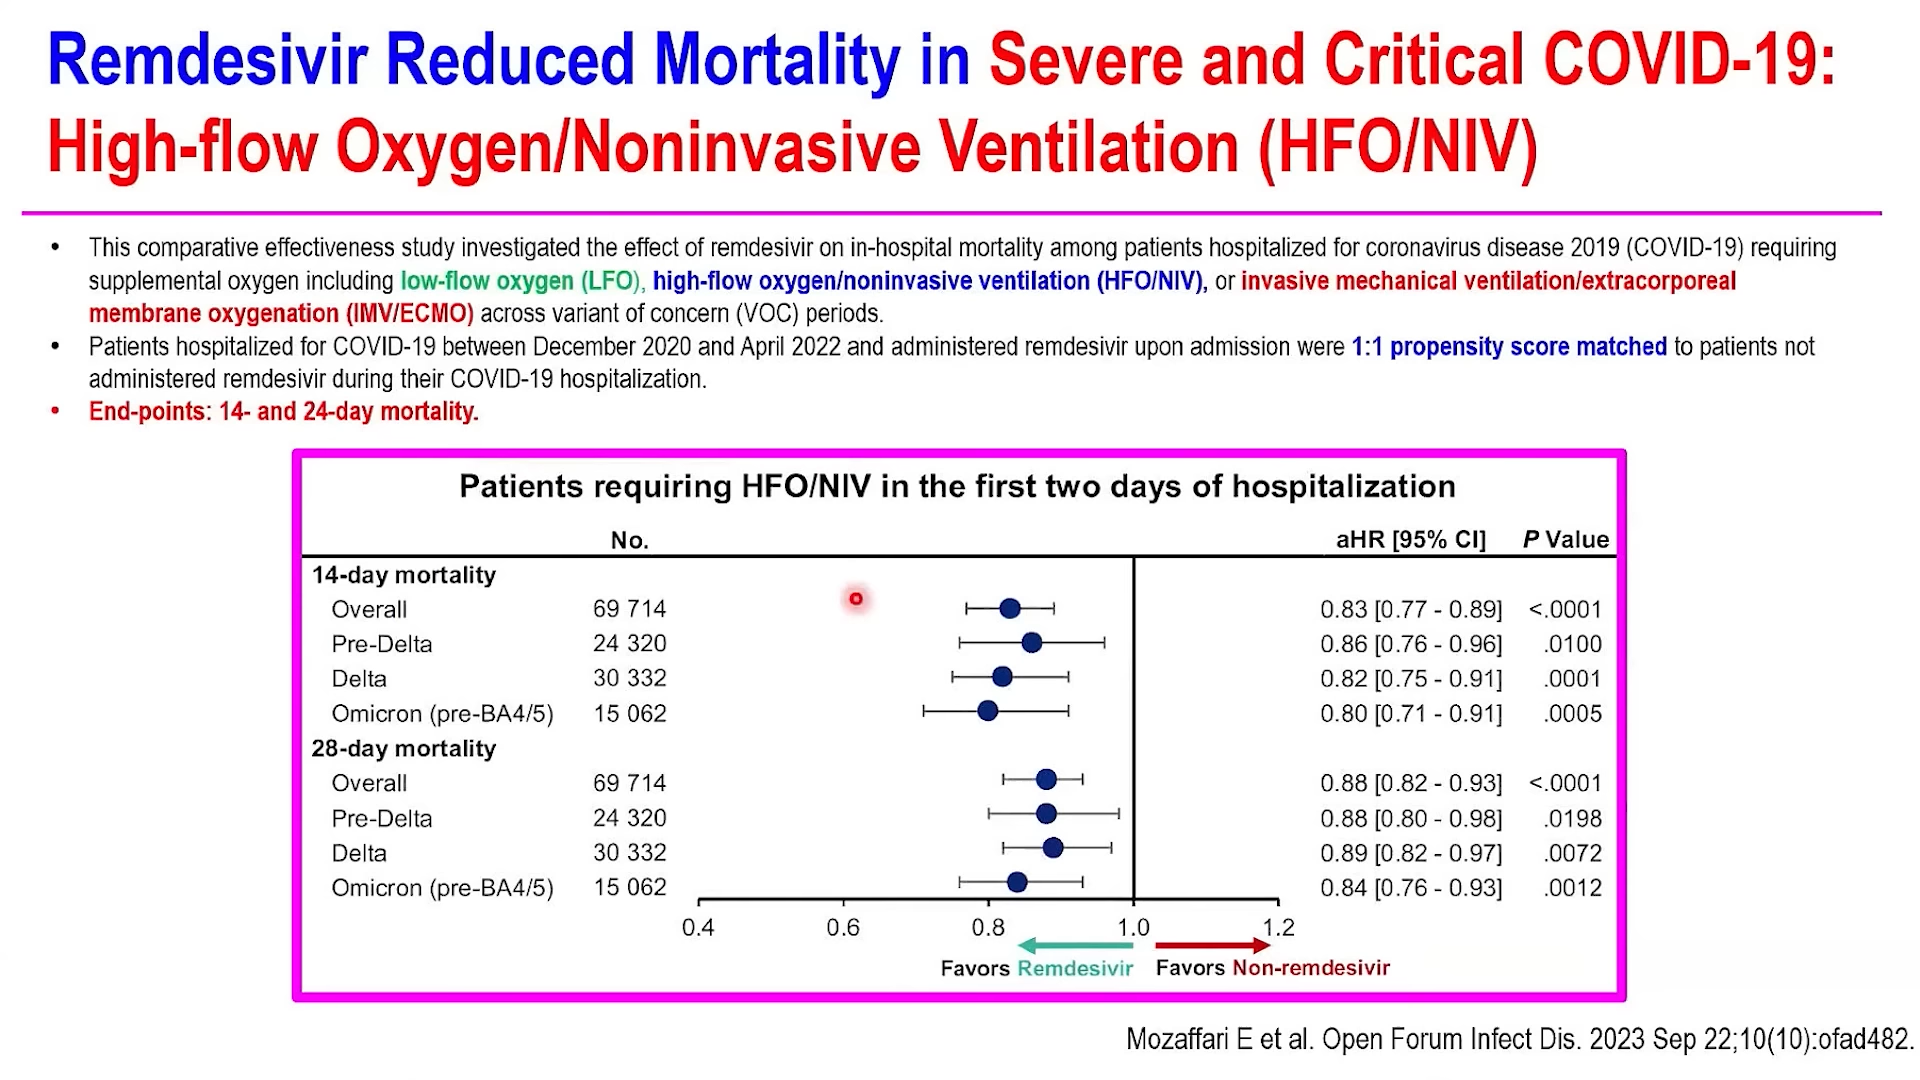 Remdesivir Reduced Mortality in Severe and Critical COVID-19:
High-flow Oxygen/Noninvasive Ventilation (HFO/NIV)
• This comparative effectiveness study investigated the effect of remdesivir on in-hospital mortality among patients hospitalized for coronavirus disease 2019 (COVID-19) requiring
supplemental oxygen including low-flow oxygen (LFO), high-flow oxygen/noninvasive ventilation (HFO/NIV), or invasive mechanical ventilation/extracorporeal
membrane oxygenation (IMV/ECMO) across variant of concern (VOC) periods.
• Patients hospitalized for COVID-19 between December 2020 and April 2022 and administered remdesivir upon admission were 1:1 propensity score matched to patients not
administered remdesivir during their COVID-19 hospitalization.
• End-points: 14- and 24-day mortality.
Patients requiring HFO/NIV in the first two days of hospitalization
No. aHR [95% CI] P Value
14-day mortality
Overall 69 714 0.83 [0.77 - 0.89] <.0001
Pre-Delta 24 320 0.86 [0.76 - 0.96] .0100
Delta 30 332 0.82 [0.75 - 0.91] .0001
Omicron (pre-BA4/5) 15 062 0.80 [0.71 - 0.91] .0005
28-day mortality
Overall 69 714 0.88 [0.82 - 0.93] <.0001
Pre-Delta 24 320 0.88 [0.80 - 0.98] .0198
Delta 30 332 0.89 [0.82 - 0.97] .0072
Omicron (pre-BA4/5) 15 062 0.84 [0.76 - 0.93] .0012
0.4 0.6 0.8 1.0 1.2
Favors Remdesivir Favors Non-remdesivir
Mozaffari E et al. Open Forum Infect Dis. 2023 Sep 22;10(10):ofad482.